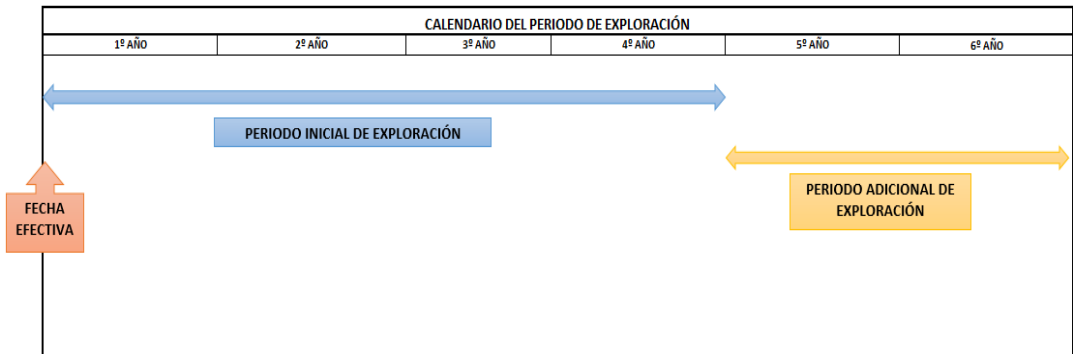 CALENDARIO DEL PERIODO DE EXPLORACIÓN
1º AÑO 2º AÑO 3º AÑO 4º AÑO 5º AÑO 6º AÑO
PERIODO INICIAL DE EXPLORACIÓN
PERIODO ADICIONAL DE
EXPLORACIÓN
FECHA
EFECTIVA